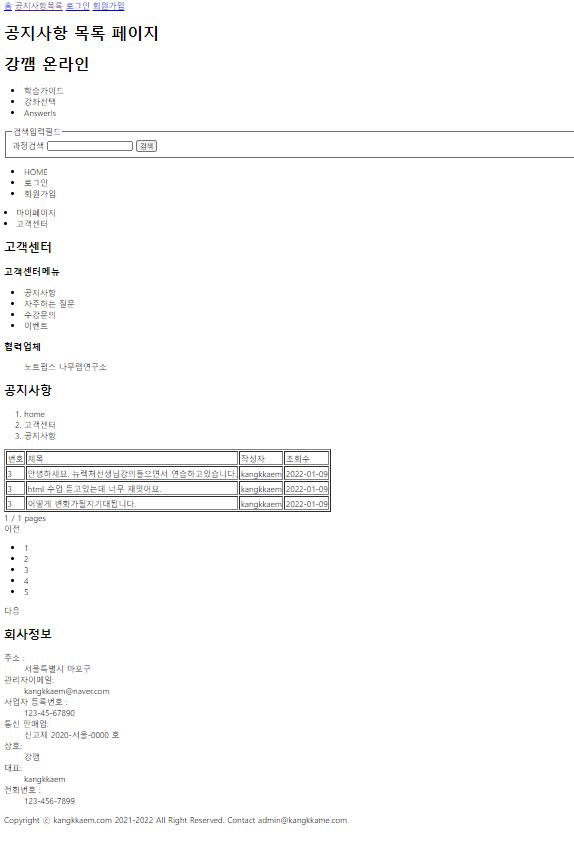 홈 공지사항목록 로그인 회원가입
공지사항 목록 페이지
강깸 온라인
학습가이드
강좌선택
Answeris
검색입력필드
과정검색 검색
HOME
로그인
회원가입
마이페이지
고객센터
고객센터
고객센터메뉴
공지사항
자주하는 질문
수강문의
이벤트
협력업체
노트펌스 나무랩연구소
공지사항
1. home
2. 고객센터
3. 공지사항
번호 제목 작성자 조회수
3 안녕하세요. 뉴렉처선생님강의들으면서 연습하고있습니다. kangkkaem 2022-01-09
3 html 수업 듣고있는데 너무 재밋어요. kangkkaem 2022-01-09
3 어떻게 변화가될지기대됩니다. kangkkaem 2022-01-09
1 / 1 pages
이전
1
2
3
4
5
다음
회사정보
주소 :
서울특별시 마포구
관리자이메일:
kangkkaem@naver.com
사업자 등록번호 :
123-45-67890
통신 판매업:
신고제 2020-서울-0000 호
상호:
강깸
대표:
kangkkaem
전화번호 :
123-456-7899
Copyright ⓒ kangkkaem.com 2021-2022 All Right Reserved. Contact admin@kangkkame.com